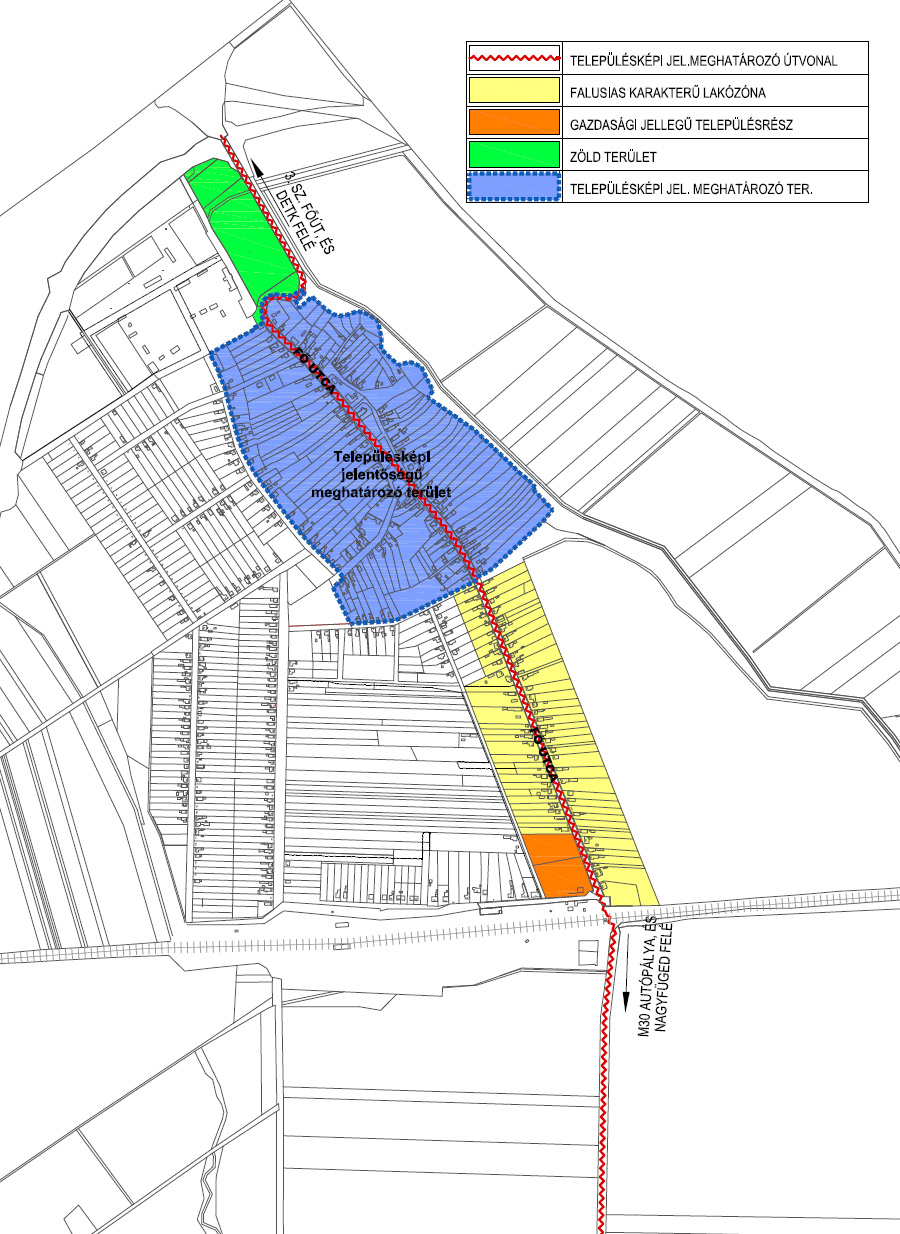 TELEPÜLÉSKÉPI JEL.MEGHATÁROZÓ ÚTVONAL
FALUSIAS KARAKTERŰ LAKÓZÓNA
GAZDASÁGI JELLEGŰ TELEPÜLÉSRÉSZ
ZÖLD TERÜLET
TELEPÜLÉSKÉPI JEL. MEGHATÁROZÓ TER.
3. SZ. FŐÚT, ÉS
DETK FELÉ
FŐ UTCA
Településképi
jelentőségű
meghatározó terület
FŐ UTCA
M30 AUTÓPÁLYA, ÉS
NAGYFÜGED FELÉ